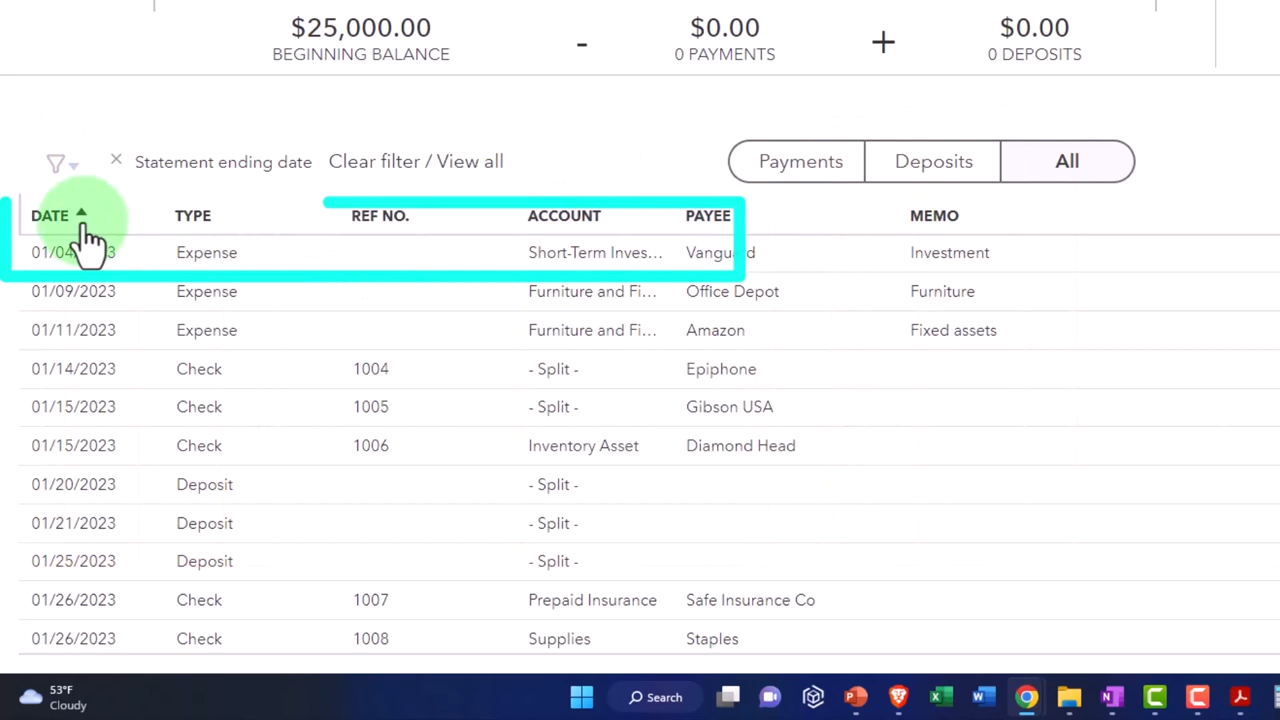 $25,000.00 - $0.00 + $0.00
BEGINNING BALANCE 0 PAYMENTS 0 DEPOSITS
× Statement ending date Clear filter / View all Payments Deposits All
DATE TYPE REF NO. ACCOUNT PAYEE MEMO
Expense Short-Term Inves... Vanguard Investment
01/09/2023 Expense Furniture and Fi... Office Depot Furniture
01/11/2023 Expense Furniture and Fi... Amazon Fixed assets
01/14/2023 Check 1004 - Split - Epiphone
01/15/2023 Check 1005 - Split - Gibson USA
01/15/2023 Check 1006 Inventory Asset Diamond Head
01/20/2023 Deposit - Split -
01/21/2023 Deposit - Split -
01/25/2023 Deposit - Split -
01/26/2023 Check 1007 Prepaid Insurance Safe Insurance Co
01/26/2023 Check 1008 Supplies Staples
53°F
Cloudy
Search